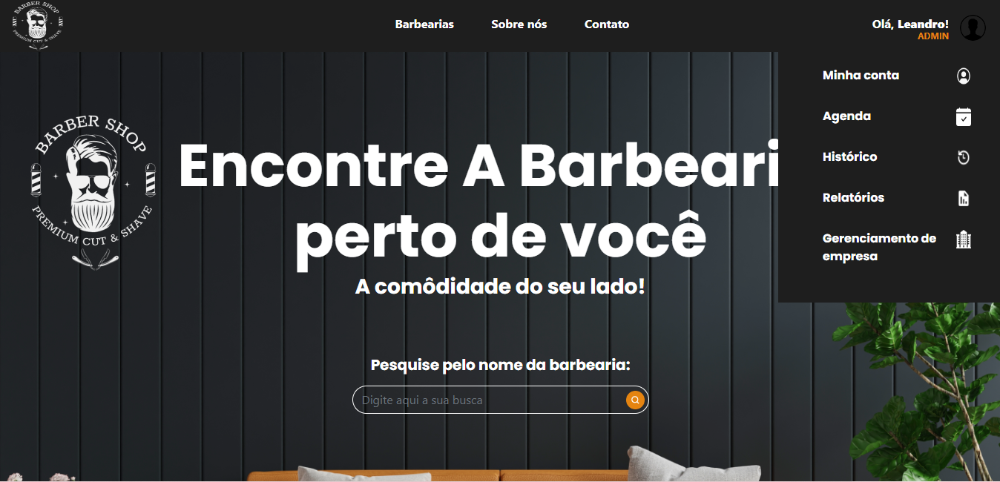 BARBER SHOP
PREMIUM CUT & SHAVE
Barbearias
Sobre nós
Contato
Olá, Leandro!
ADMIN
Minha conta
Agenda
Histórico
Relatórios
Gerenciamento de
empresa
BARBER SHOP
PREMIUM CUT & SHAVE
Encontre A Barbeari
perto de você
A comôdidade do seu lado!
Pesquise pelo nome da barbearia:
Digite aqui a sua busca